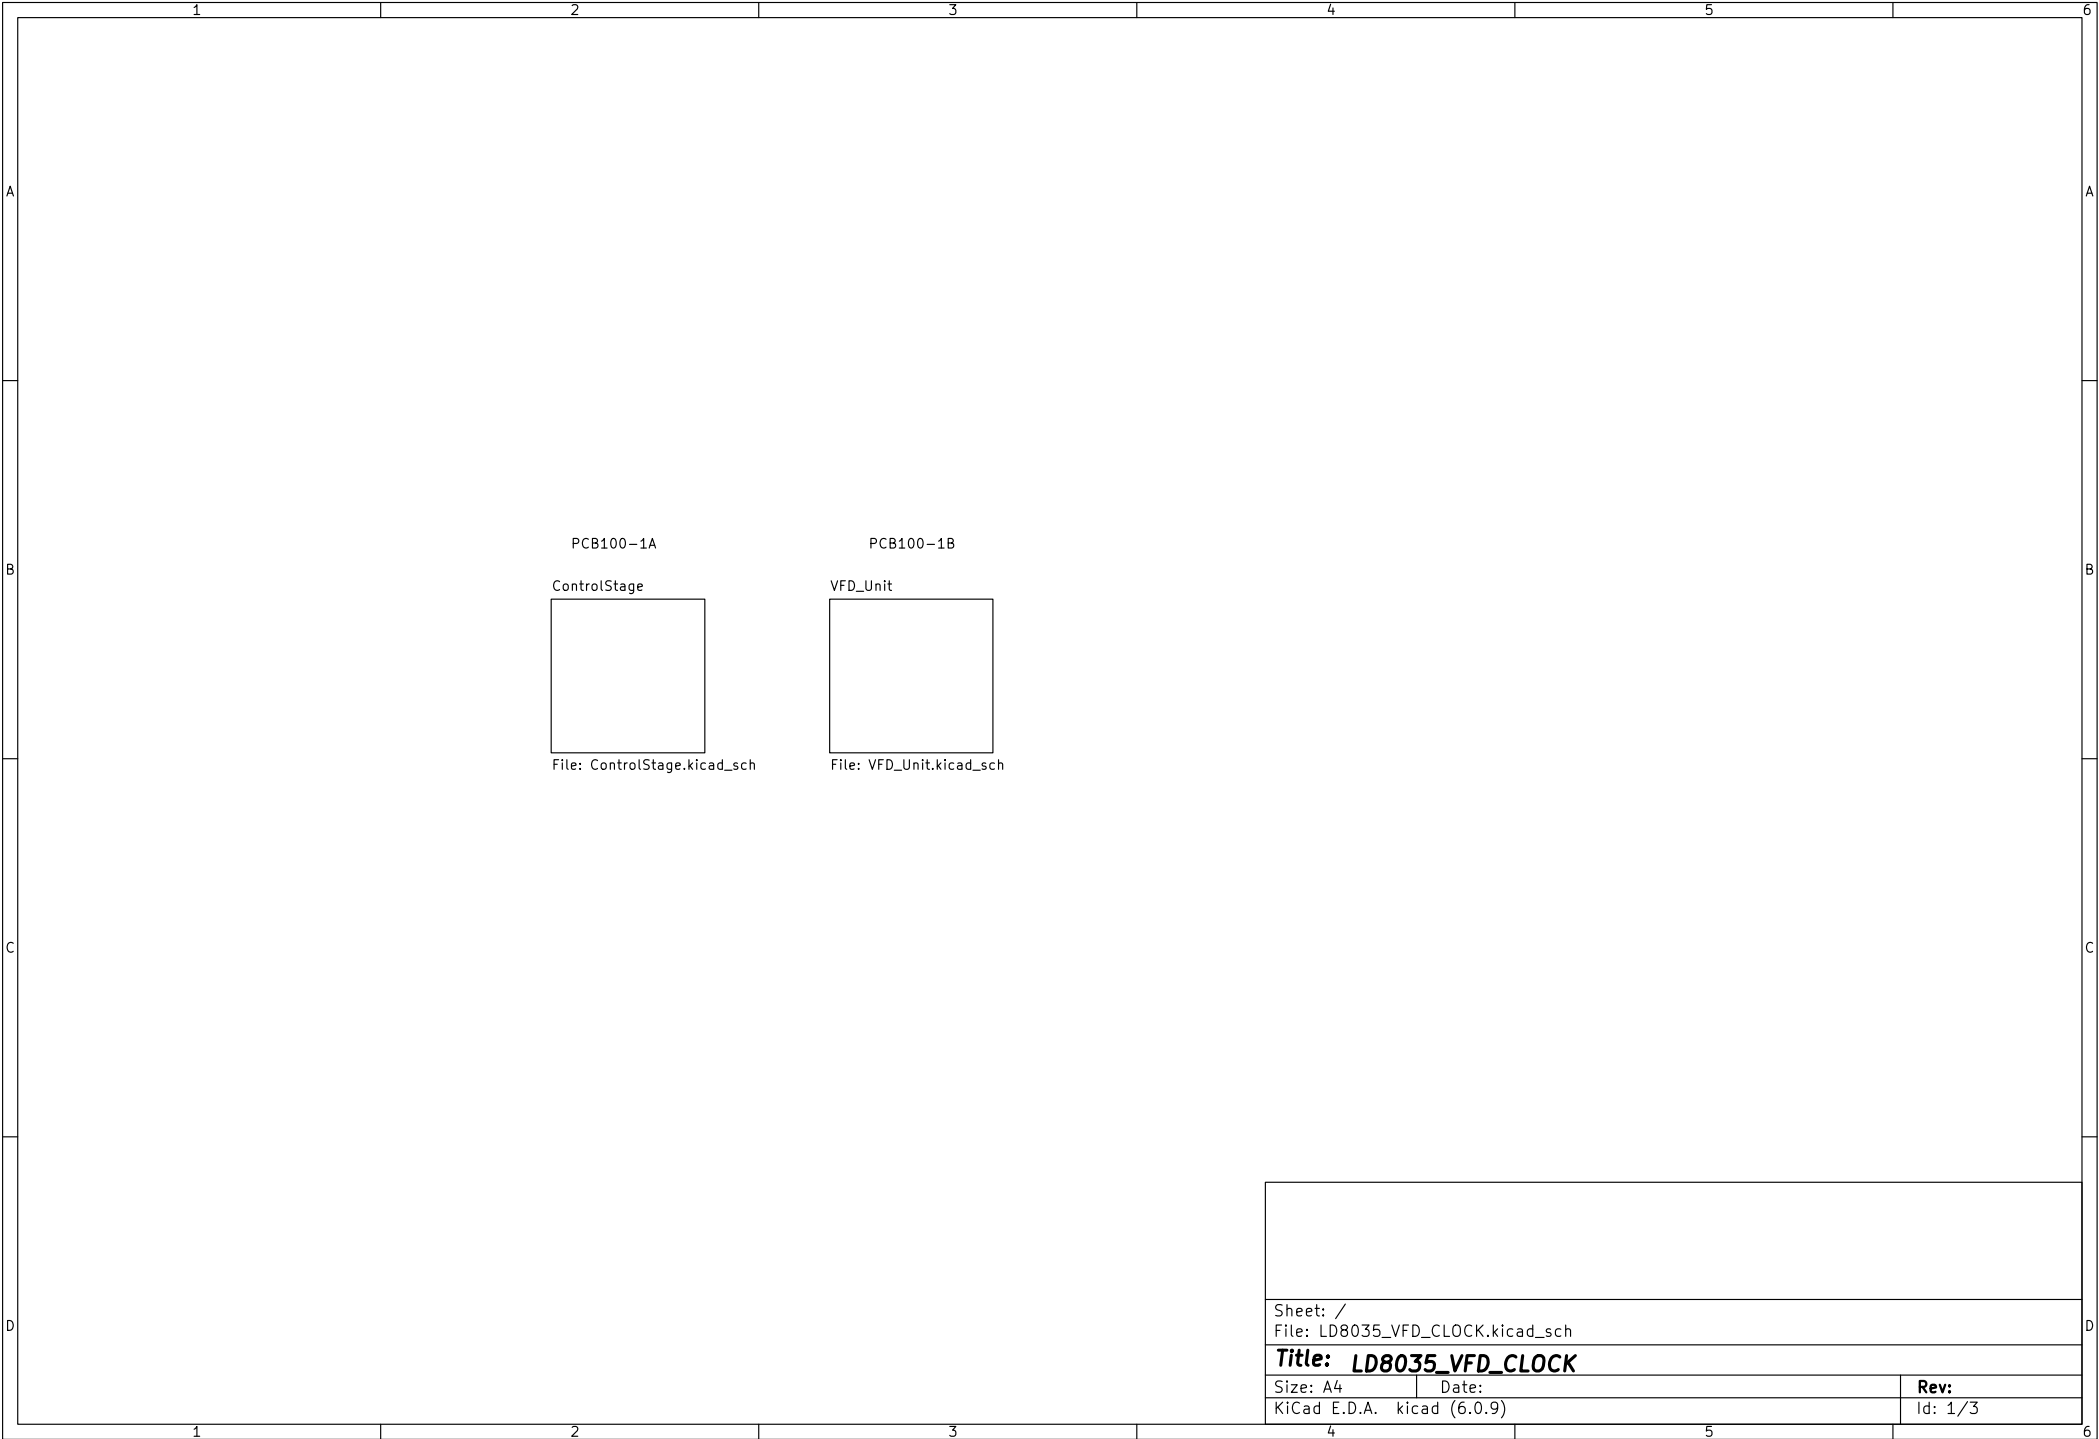 1 2 3 4 5 6
A A
PCB100-1A PCB100-1B
B B
ControlStage VFD_Unit
File: ControlStage.kicad_sch File: VFD_Unit.kicad_sch
C C
Sheet: /
D D
File: LD8035_VFD_CLOCK.kicad_sch
Title: LD8035_VFD_CLOCK
Size: A4 Date: Rev:
KiCad E.D.A. kicad (6.0.9) Id: 1/3
1 2 3 4 5 6